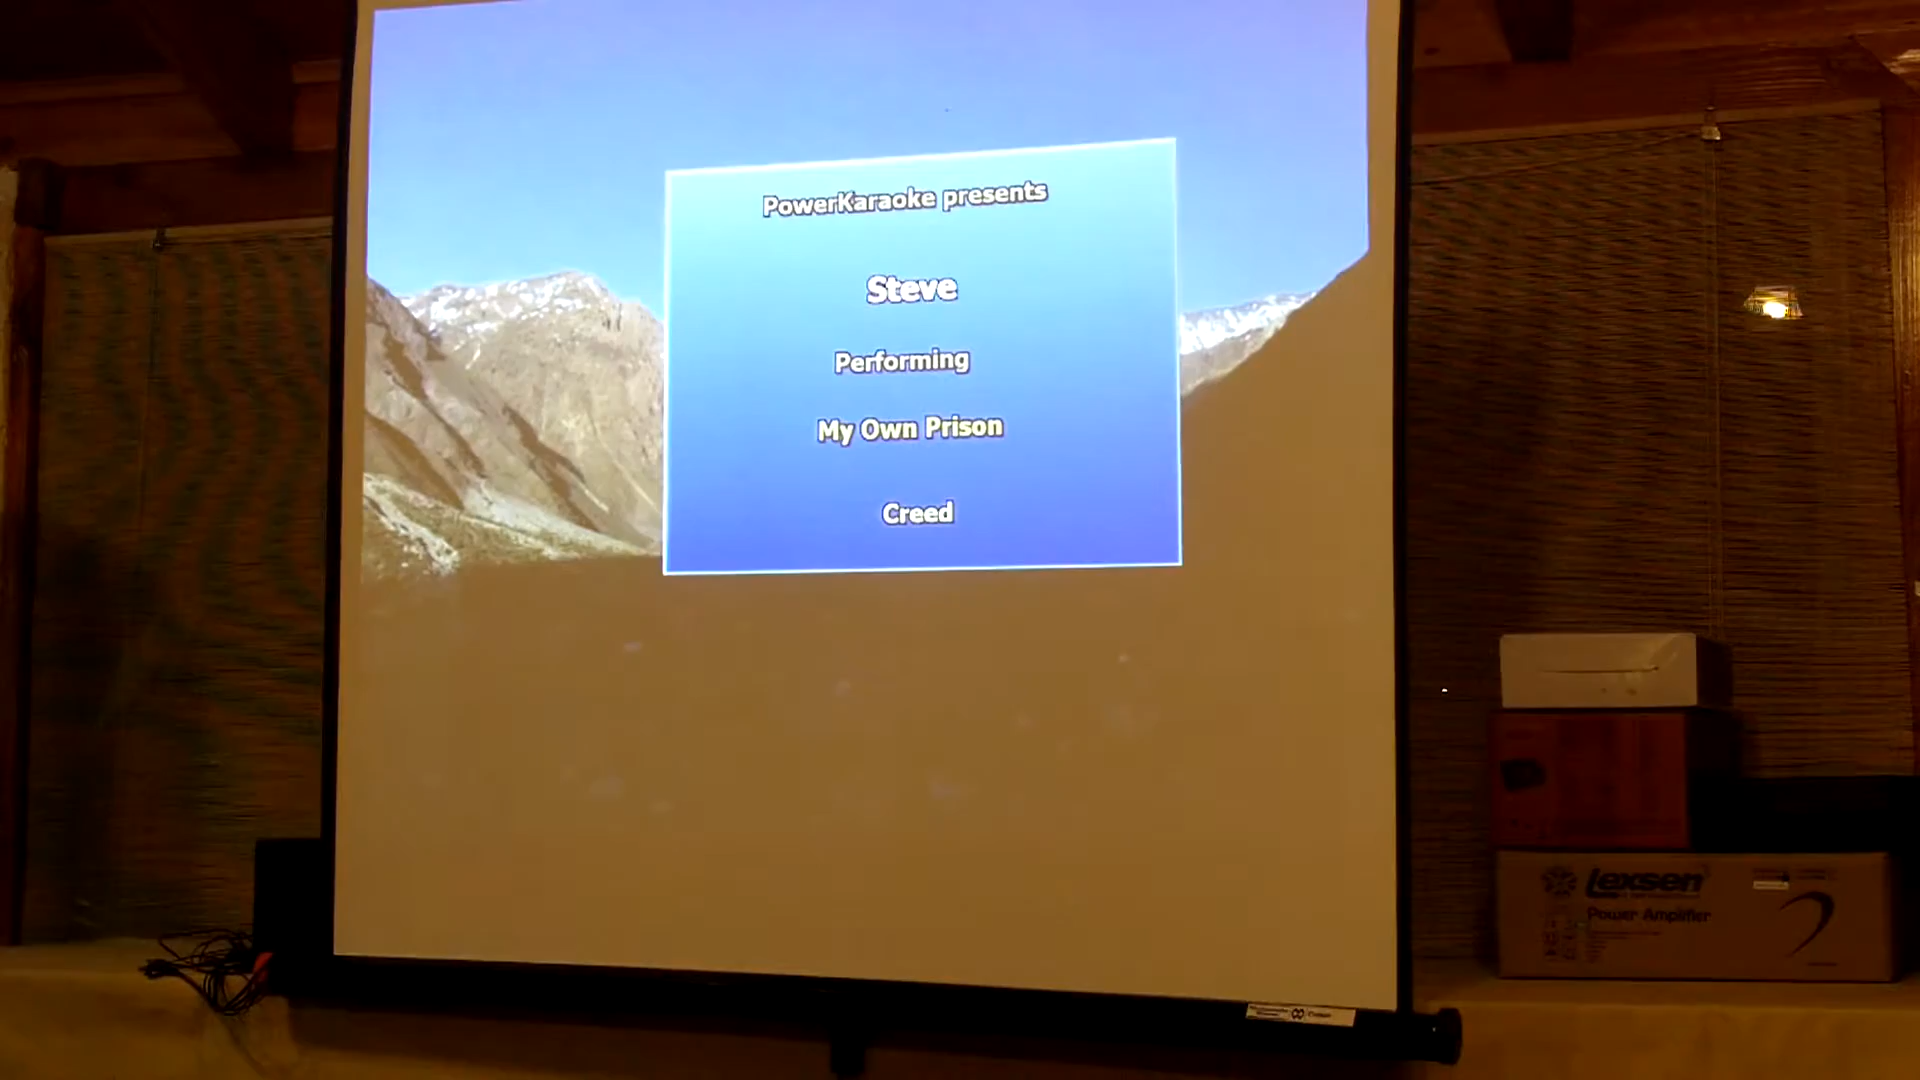 PowerKaraoke presents
Steve
Performing
My Own Prison
Creed
Lexsen
Power Amplifier